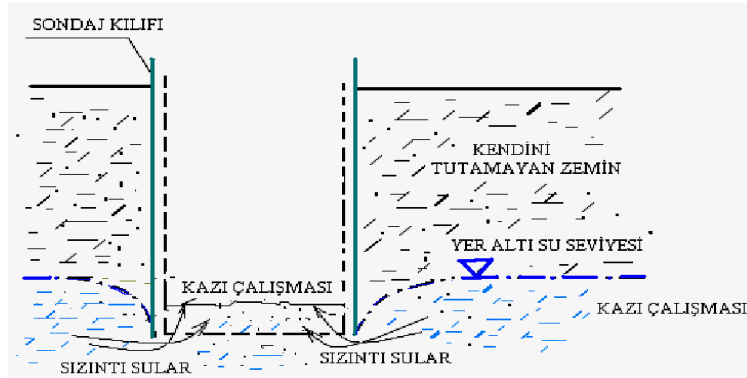 SONDAJ KILIFI
KENDİNİ
TUTAMAYAN ZEMİN
YER ALTI SU SEVİYESİ
KAZI ÇALIŞMASI
KAZI ÇALIŞMASI
SIZINTI SULAR
SIZINTI SULAR